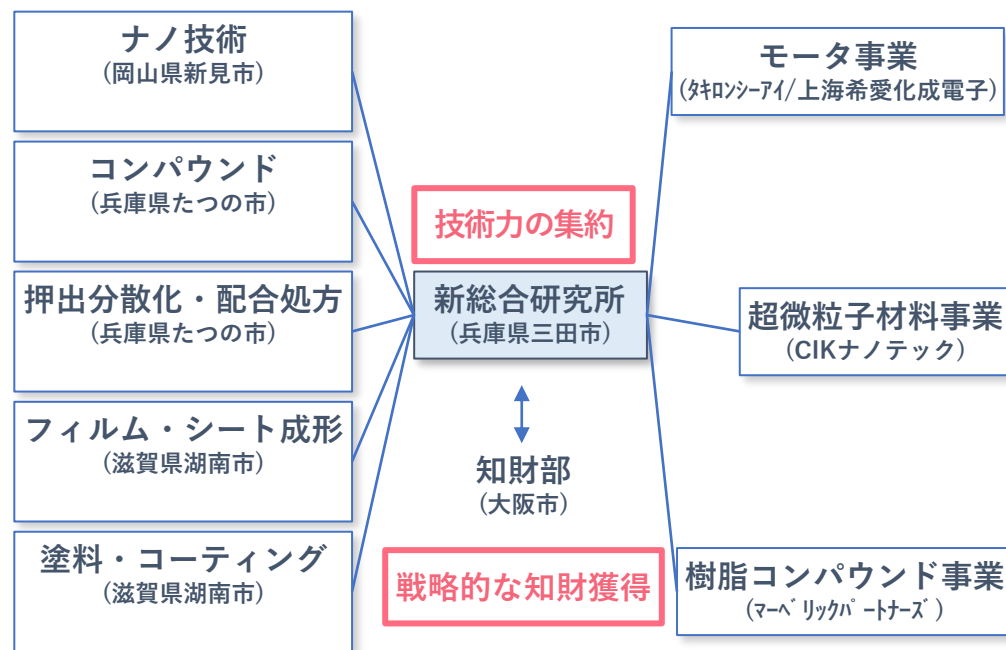 ナノ技術
(岡山県新見市)
コンパウンド
(兵庫県たつの市)
押出分散化・配合処方
(兵庫県たつの市)
フィルム・シート成形
(滋賀県湖南市)
塗料・コーティング
(滋賀県湖南市)
技術力の集約
新総合研究所
(兵庫県三田市)
知財部
(大阪市)
戦略的な知財獲得
モータ事業
(ﾀｷﾛﾝｼｰｱｲ/上海希愛化成電子)
超微粒子材料事業
(CIKナノテック)
樹脂コンパウンド事業
(ﾏｰﾍﾞﾘｯｸﾊﾟｰﾄﾅｰｽﾞ)